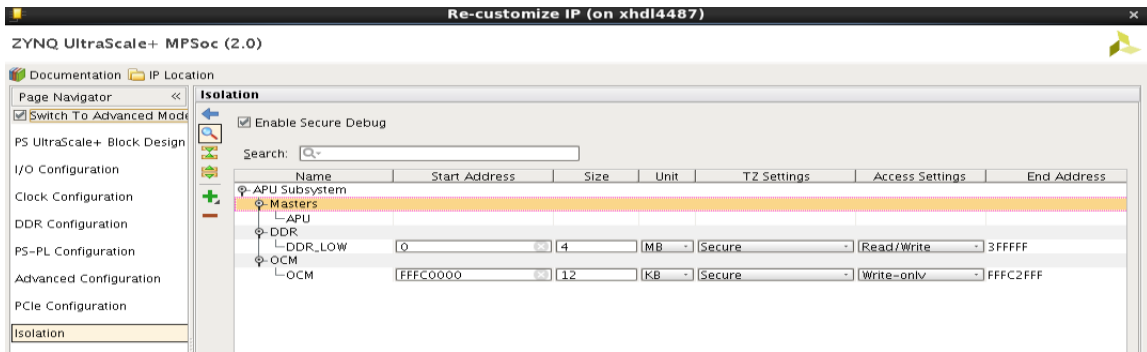 Re-customize IP (on xhdl4487)
ZYNQ UltraScale+ MPSoc (2.0)
Documentation IP Location
Page Navigator «
Switch To Advanced Mode
PS UltraScale+ Block Design
I/O Configuration
Clock Configuration
DDR Configuration
PS-PL Configuration
Advanced Configuration
PCIe Configuration
Isolation
Isolation
Enable Secure Debug
Search:
Name Start Address Size Unit TZ Settings Access Settings End Address
APU Subsystem
Masters
APU
DDR
DDR_LOW 0 4 MB Secure Read/Write 3FFFFF
OCM
OCM FFFC0000 12 KB Secure Write-only FFFC2FFF